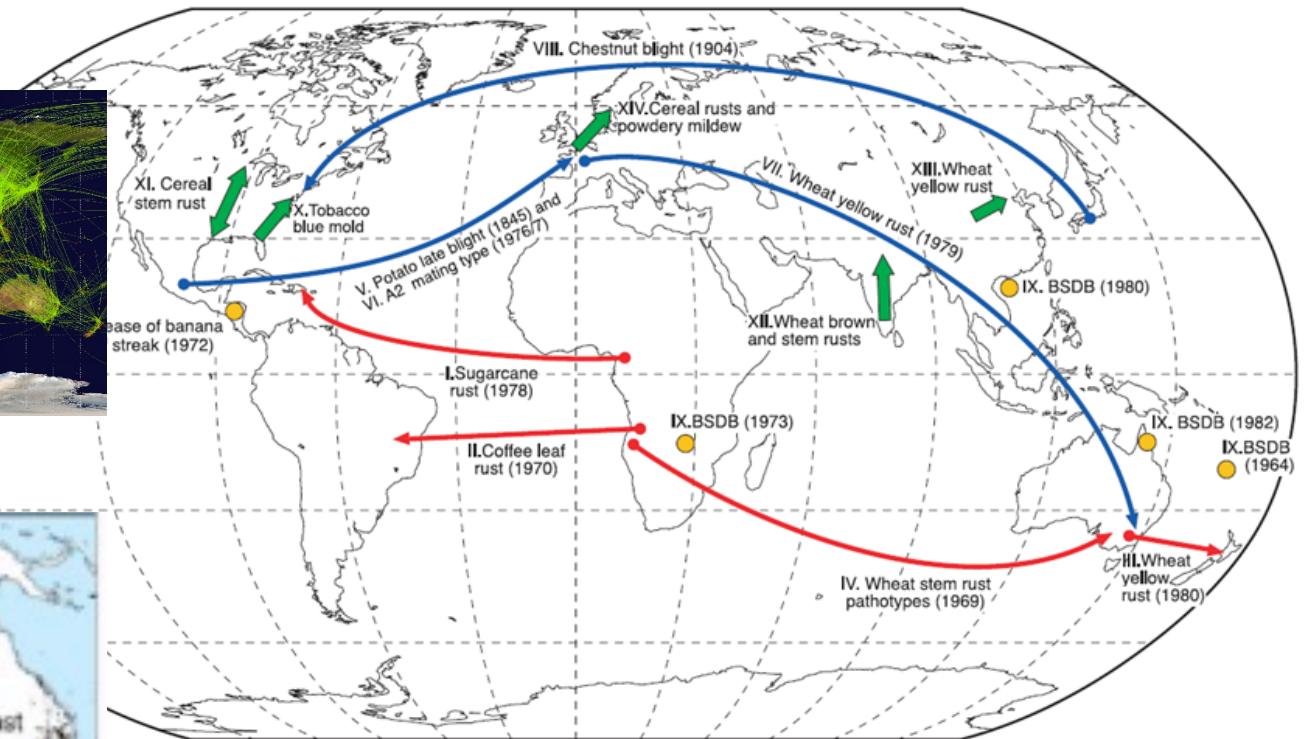 VIII. Chestnut blight (1904)
XIV.Cereal rusts and
powdery mildew
XI. Cereal
stem rust
X.Tobacco
blue mold
V. Potato late blight (1845) and
VI. A2 mating type (1976/7)
VII. Wheat yellow rust (1979)
XIII.Wheat
yellow rust
IX. BSDB (1980)
XII.Wheat brown
and stem rusts
ease of banana
streak (1972)
I.Sugarcane
rust (1978)
II.Coffee leaf
rust (1970)
IX.BSDB (1973)
IX. BSDB (1982)
IX.BSDB
(1964)
III.Wheat
yellow
rust (1980)
IV. Wheat stem rust
pathotypes (1969)
ast